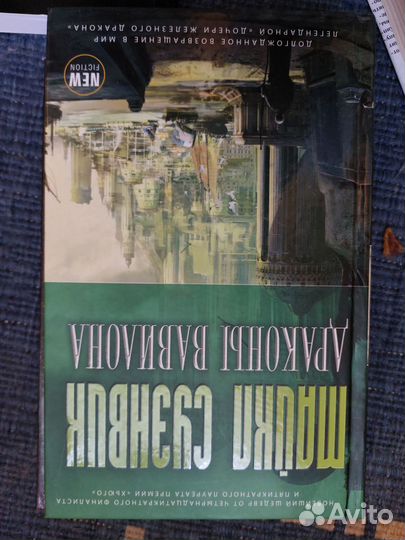 НОВЕЙШИЙ ШЕДЕВР ОТ ЧЕТЫРНАДЦАТИКРАТНОГО ФИНАЛИСТА
И ПЯТИКРАТНОГО ЛАУРЕАТА ПРЕМИИ «ХЬЮГО»
МАЙКЛ СУЭНВИК
ДРАКОНЫ ВАВИЛОНА
NEW
FICTION
ДОЛГОЖДАННОЕ ВОЗВРАЩЕНИЕ В МИР
ЛЕГЕНДАРНОЙ «ДОЧЕРИ ЖЕЛЕЗНОГО ДРАКОНА»
Avito